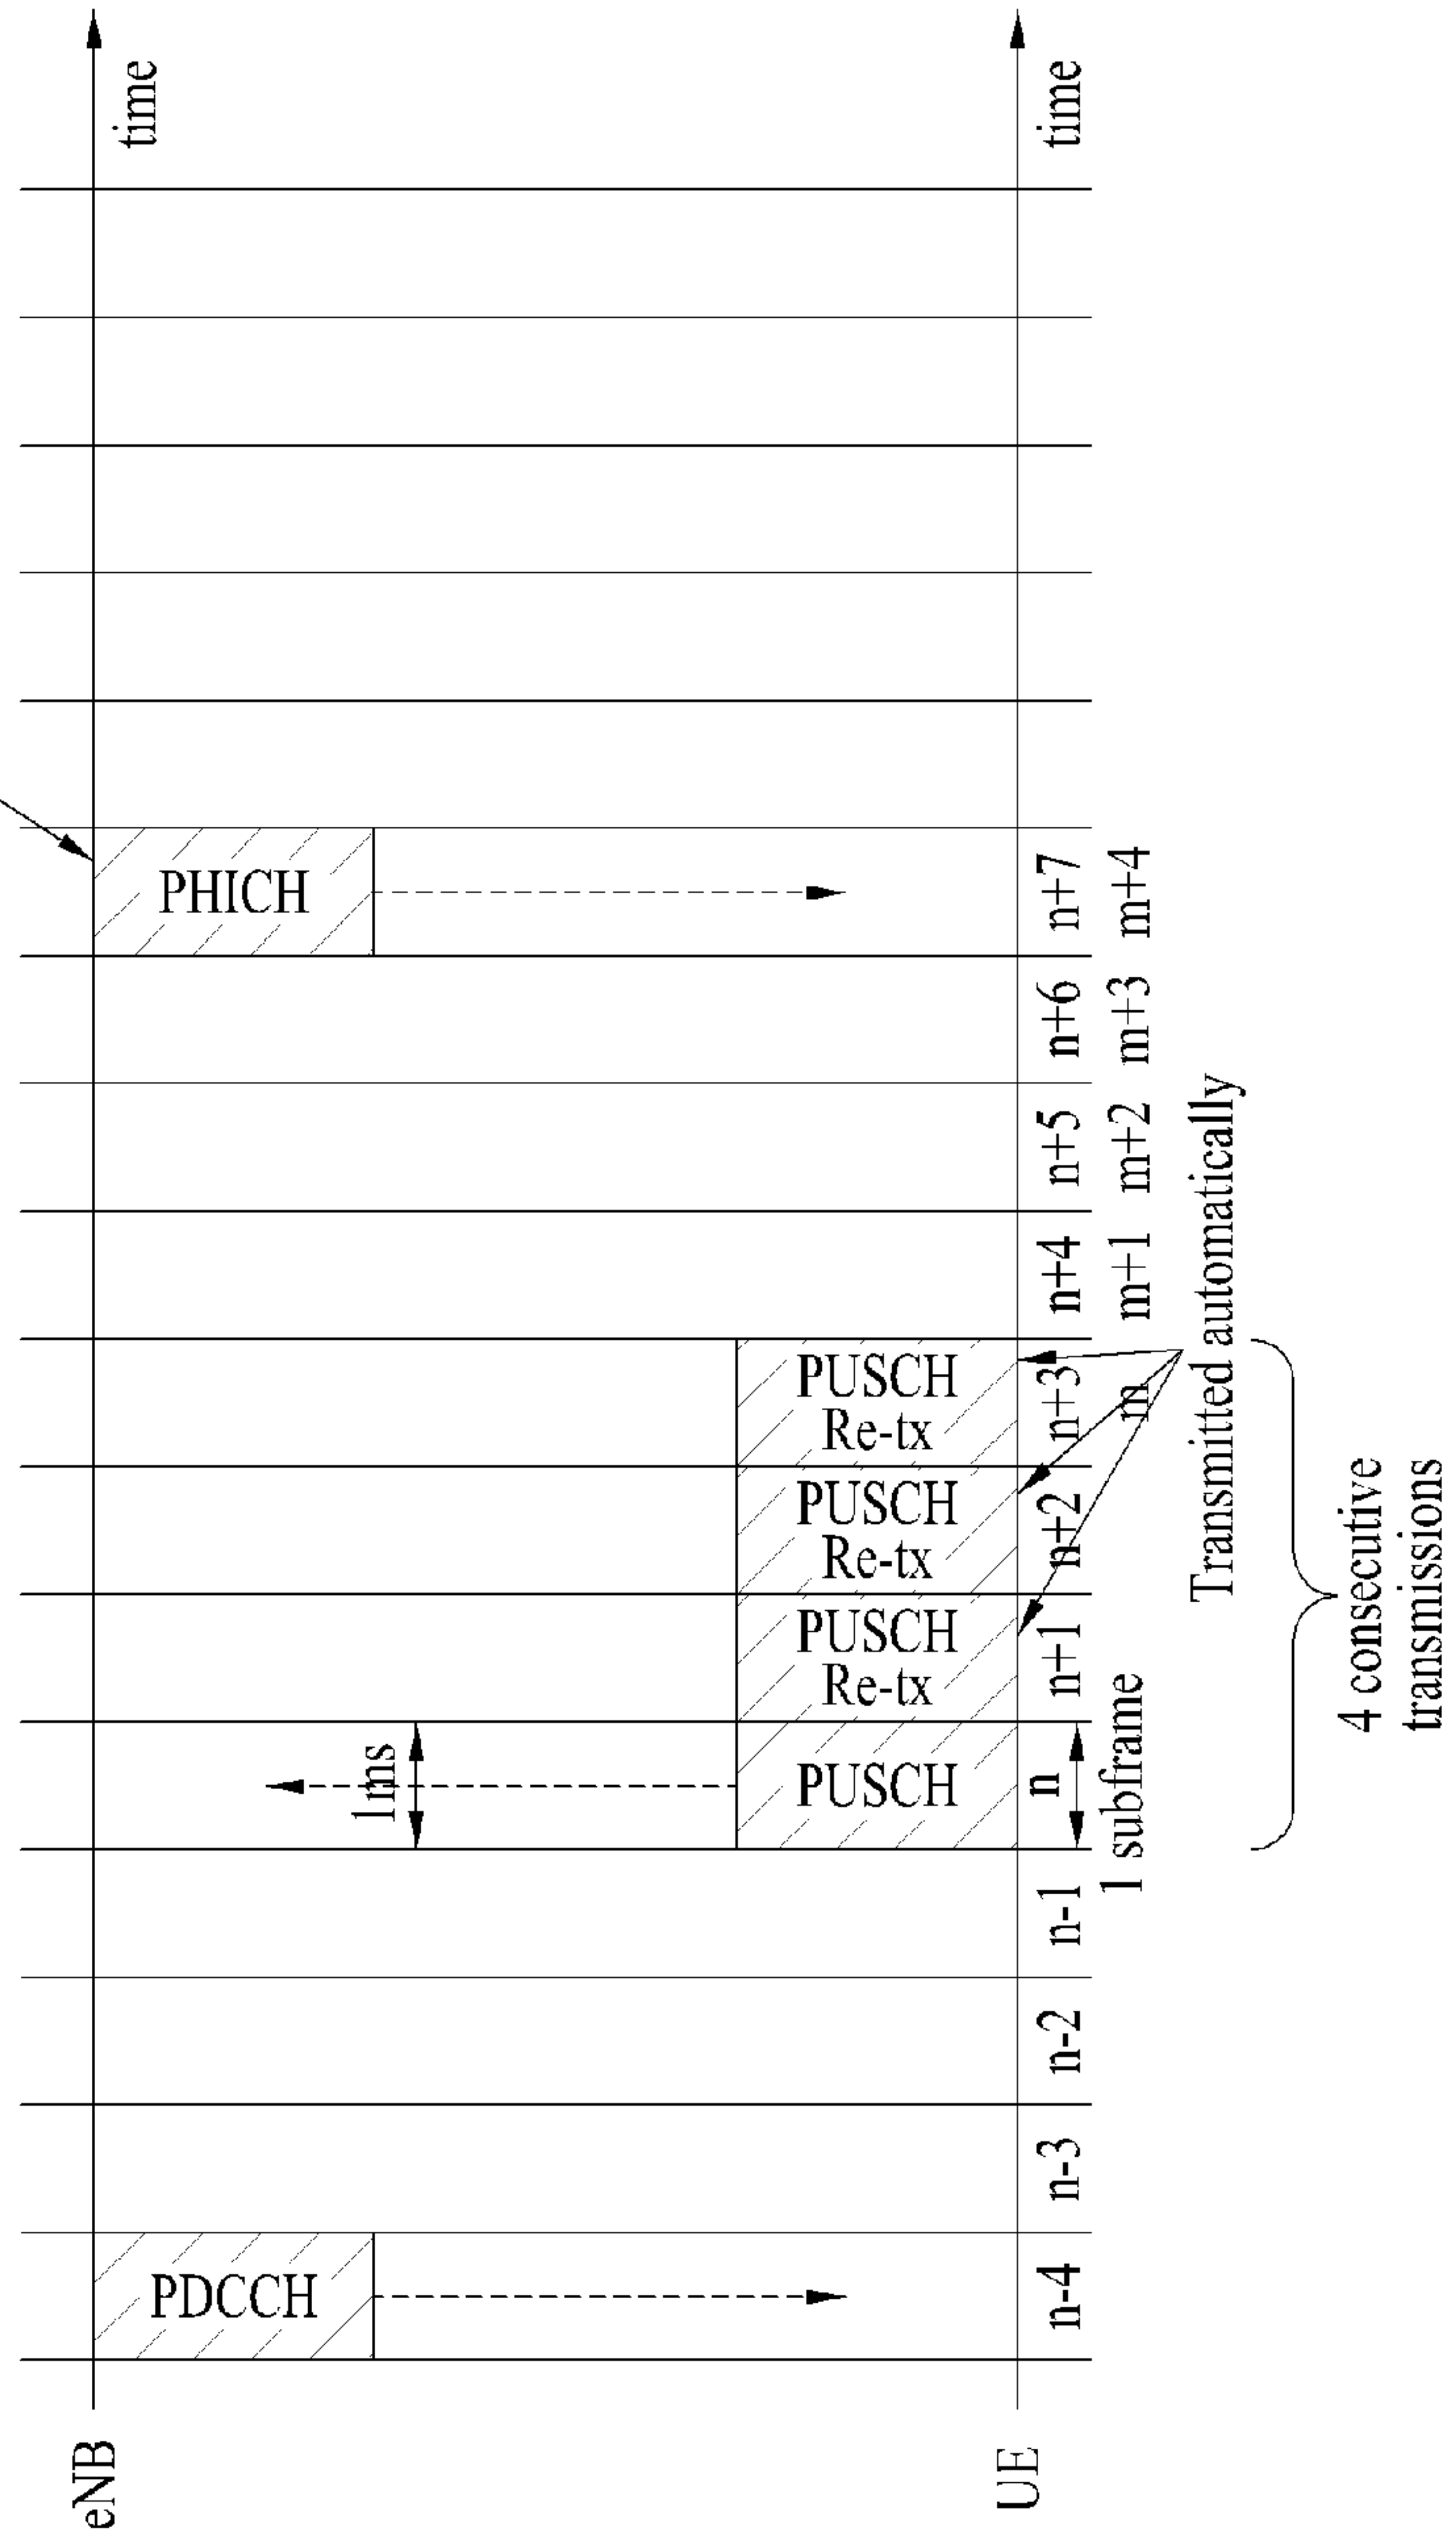 eNB
time
PDCCH
PHICH
1ms
PUSCH
PUSCH
Re-tx
PUSCH
Re-tx
PUSCH
Re-tx
UE
time
n-4 n-3 n-2 n-1 n n+1 n+2 n+3 n+4 n+5 n+6 n+7
1 subframe
m m+1 m+2 m+3 m+4
Transmitted automatically
4 consecutive
transmissions